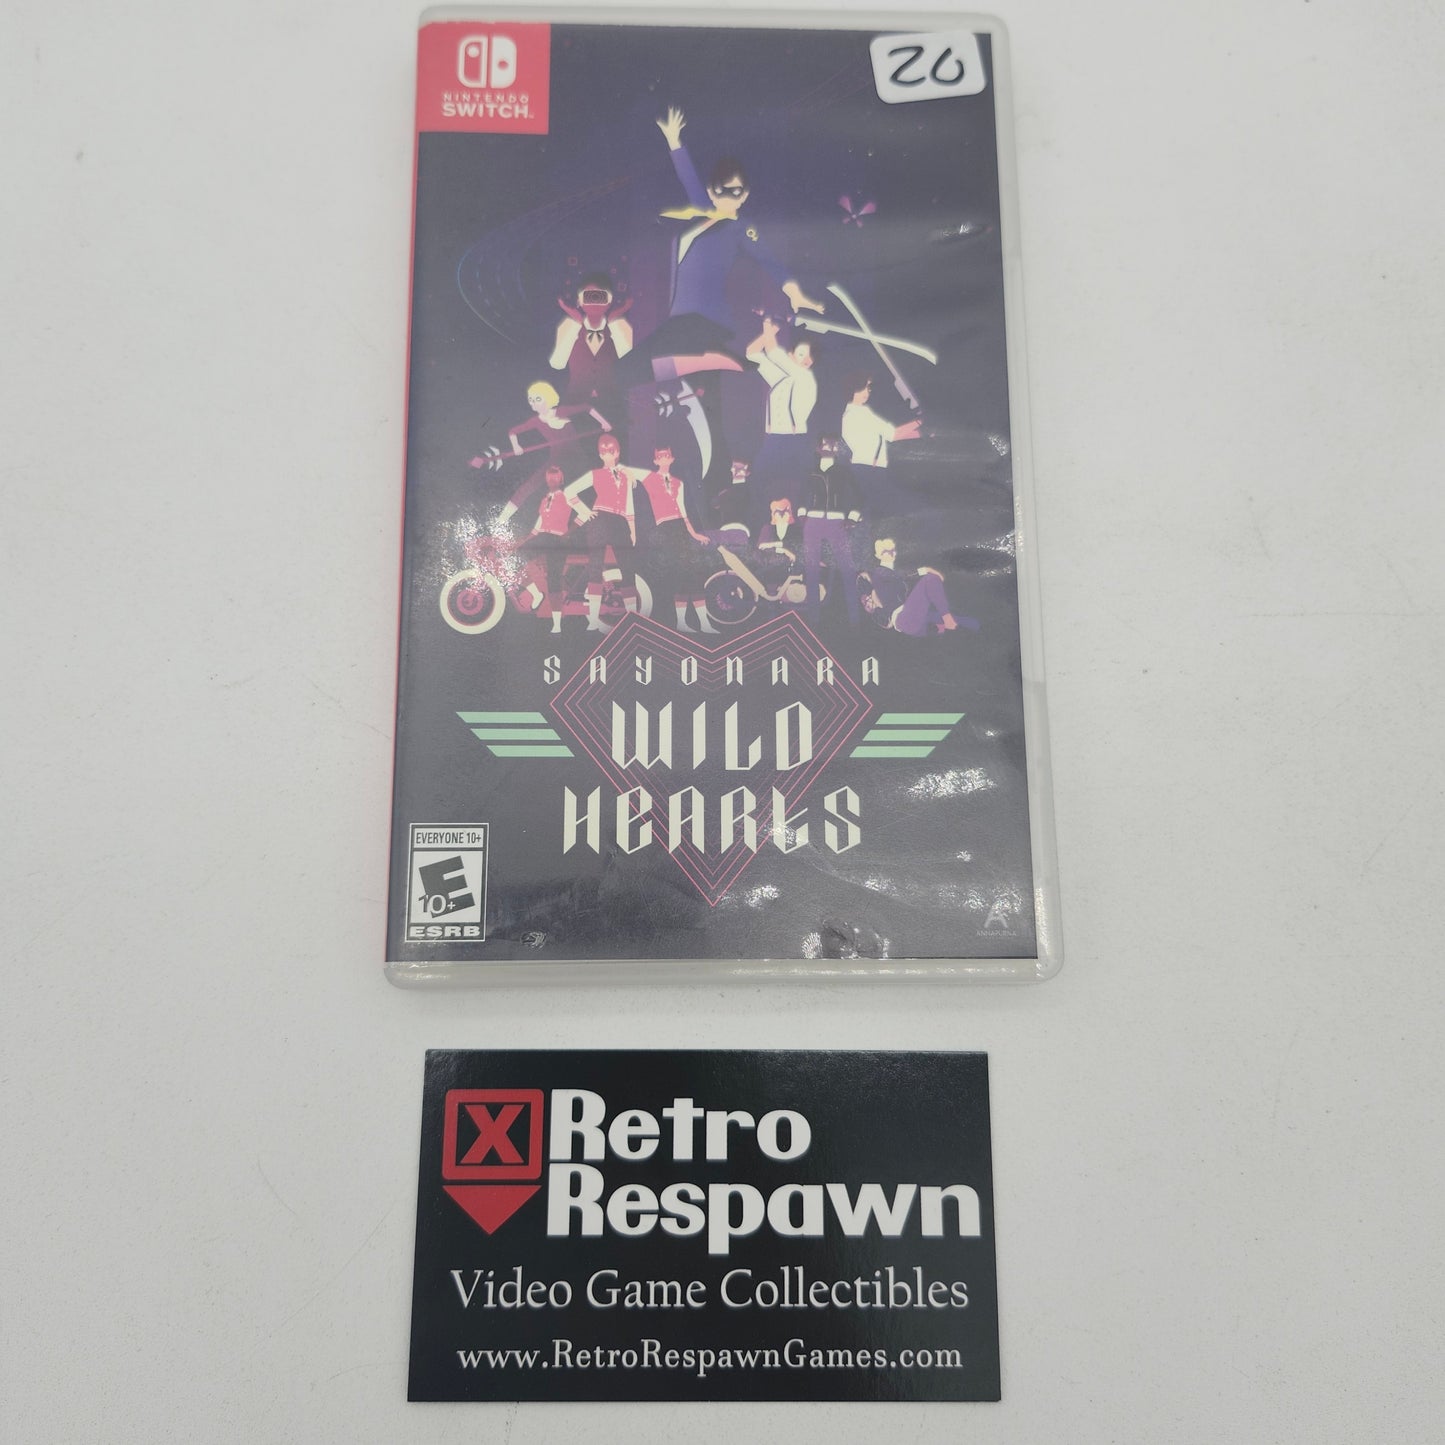 NINTENDO
SWITCH
20
SAYONARA
WILD
HEARTS
EVERYONE 10+
E
10+
ESRB
ANNAPURNA
X Retro
Respawn
Video Game Collectibles
www.RetroRespawnGames.com